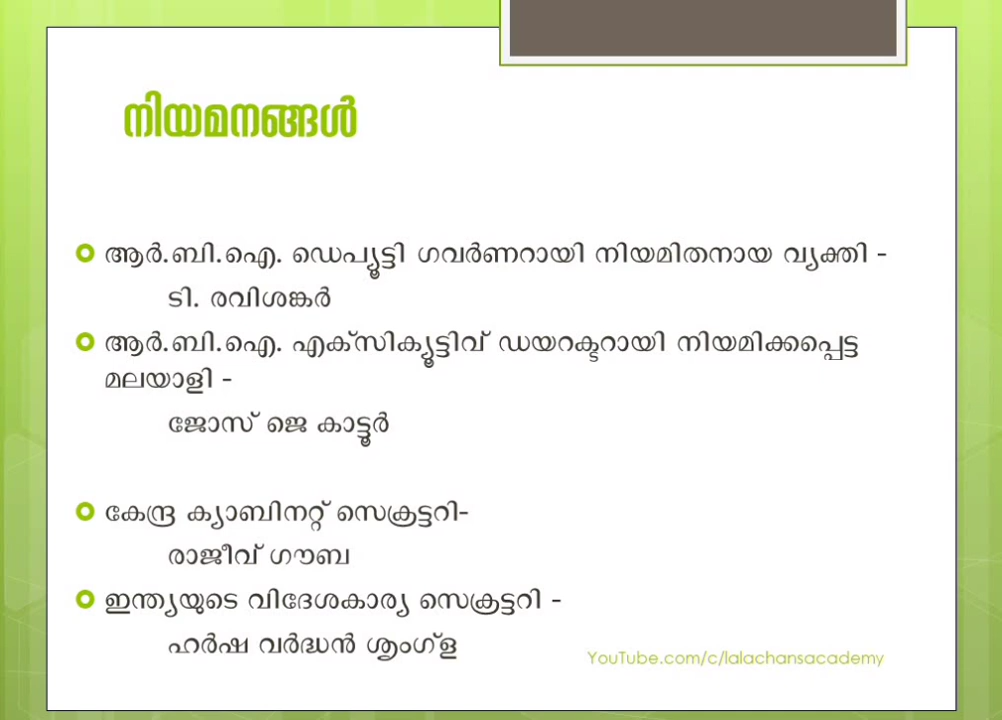 നിയമനങ്ങൾ
ആർ.ബി.ഐ. ഡെപ്യൂട്ടി ഗവർണറായി നിയമിതനായ വ്യക്തി -
ടി. രവിശങ്കർ
ആർ.ബി.ഐ. എക്സിക്യൂട്ടിവ് ഡയറക്ടറായി നിയമിക്കപ്പെട്ട
മലയാളി -
ജോസ് ജെ കാട്ടൂർ
കേന്ദ്ര ക്യാബിനറ്റ് സെക്രട്ടറി-
രാജീവ് ഗൗബ
ഇന്ത്യയുടെ വിദേശകാര്യ സെക്രട്ടറി -
ഹർഷ വർദ്ധൻ ശൃംഗ്ള
YouTube.com/c/lalachansacademy